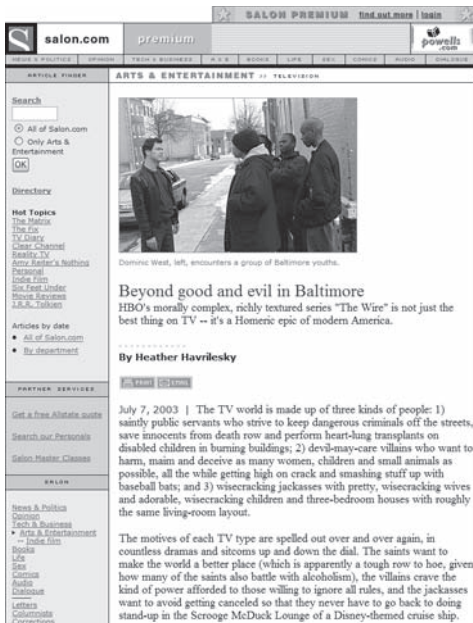 SALON PREMIUM find out more | login
salon.com premium
powells
.com
NEWS & POLITICS OPINION TECH & BUSINESS A & E BOOKS LIFE SEX COMICS AUDIO DIALOGUE
ARTICLE FINDER
Search
All of Salon.com
Only Arts &
Entertainment
OK
Directory
Hot Topics
The Matrix
The Fix
TV Diary
Clear Channel
Reality TV
Amy Reiter's Nothing
Personal
Indie Film
Six Feet Under
Movie Reviews
J.R.R. Tolkien
Articles by date
All of Salon.com
By department
PARTNER SERVICES
Get a free Allstate quote
Search our Personals
Salon Master Classes
SALON
News & Politics
Opinion
Tech & Business
Arts & Entertainment
-- Indie film
Books
Life
Sex
Comics
Audio
Dialogue
Letters
Columnists
Corrections
ARTS & ENTERTAINMENT >> TELEVISION
Dominic West, left, encounters a group of Baltimore youths.
Beyond good and evil in Baltimore
HBO's morally complex, richly textured series "The Wire" is not just the
best thing on TV -- it's a Homeric epic of modern America.
By Heather Havrilesky
PRINT EMAIL
July 7, 2003 | The TV world is made up of three kinds of people: 1)
saintly public servants who strive to keep dangerous criminals off the streets,
save innocents from death row and perform heart-lung transplants on
disabled children in burning buildings; 2) devil-may-care villains who want to
harm, maim and deceive as many women, children and small animals as
possible, all the while getting high on crack and smashing stuff up with
baseball bats; and 3) wisecracking jackasses with pretty, wisecracking wives
and adorable, wisecracking children and three-bedroom houses with roughly
the same living-room layout.
The motives of each TV type are spelled out over and over again, in
countless dramas and sitcoms up and down the dial. The saints want to
make the world a better place (which is apparently a tough row to hoe, given
how many of the saints also battle with alcoholism), the villains crave the
kind of power afforded to those willing to ignore all rules, and the jackasses
want to avoid getting canceled so that they never have to go back to doing
stand-up in the Scrooge McDuck Lounge of a Disney-themed cruise ship.